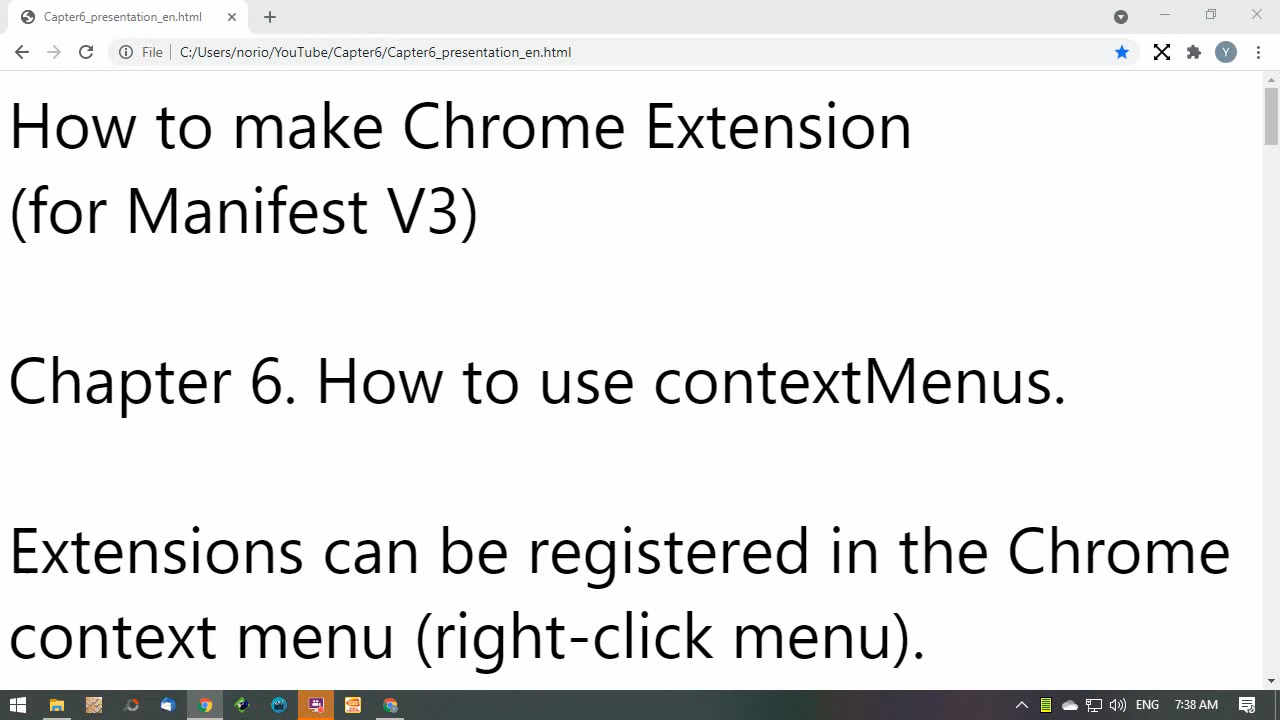 Capter6_presentation_en.html
File
C:/Users/norio/YouTube/Capter6/Capter6_presentation_en.html
Y
How to make Chrome Extension
(for Manifest V3)
Chapter 6. How to use contextMenus.
Extensions can be registered in the Chrome
context menu (right-click menu).
ENG
7:38 AM